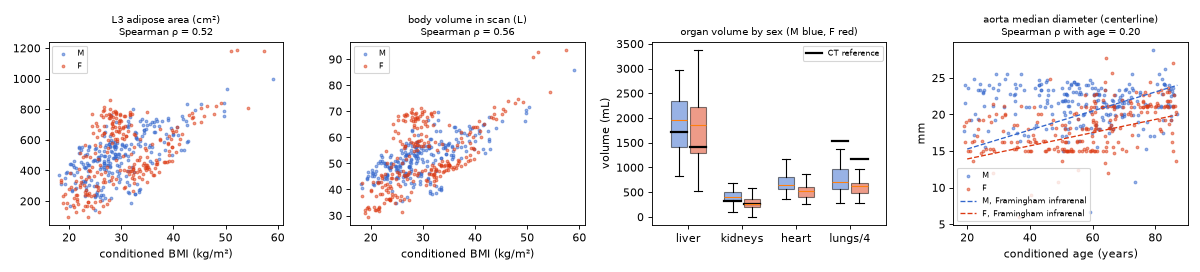 L3 adipose area (cm²)
Spearman ρ = 0.52
1200
1000
800
600
400
200
M
F
20
30
40
50
60
conditioned BMI (kg/m²)
body volume in scan (L)
Spearman ρ = 0.56
90
80
70
60
50
40
30
M
F
20
30
40
50
60
conditioned BMI (kg/m²)
organ volume by sex (M blue, F red)
volume (mL)
3500
3000
2500
2000
1500
1000
500
0
CT reference
liver
kidneys
heart
lungs/4
aorta median diameter (centerline)
Spearman ρ with age = 0.20
mm
25
20
15
10
5
M
F
M, Framingham infrarenal
F, Framingham infrarenal
20
40
60
80
conditioned age (years)